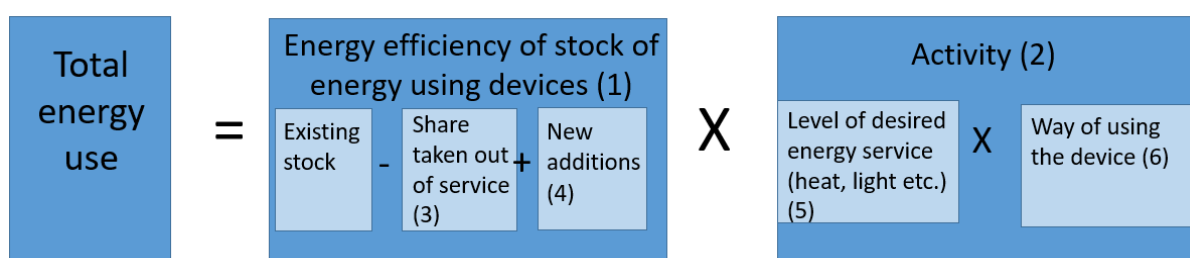 Total
energy
use
=
Energy efficiency of stock of
energy using devices (1)
Existing
stock
-
Share
taken out
of service
(3)
+
New
additions
(4)
X
Activity (2)
Level of desired
energy service
(heat, light etc.)
(5)
X
Way of using
the device (6)